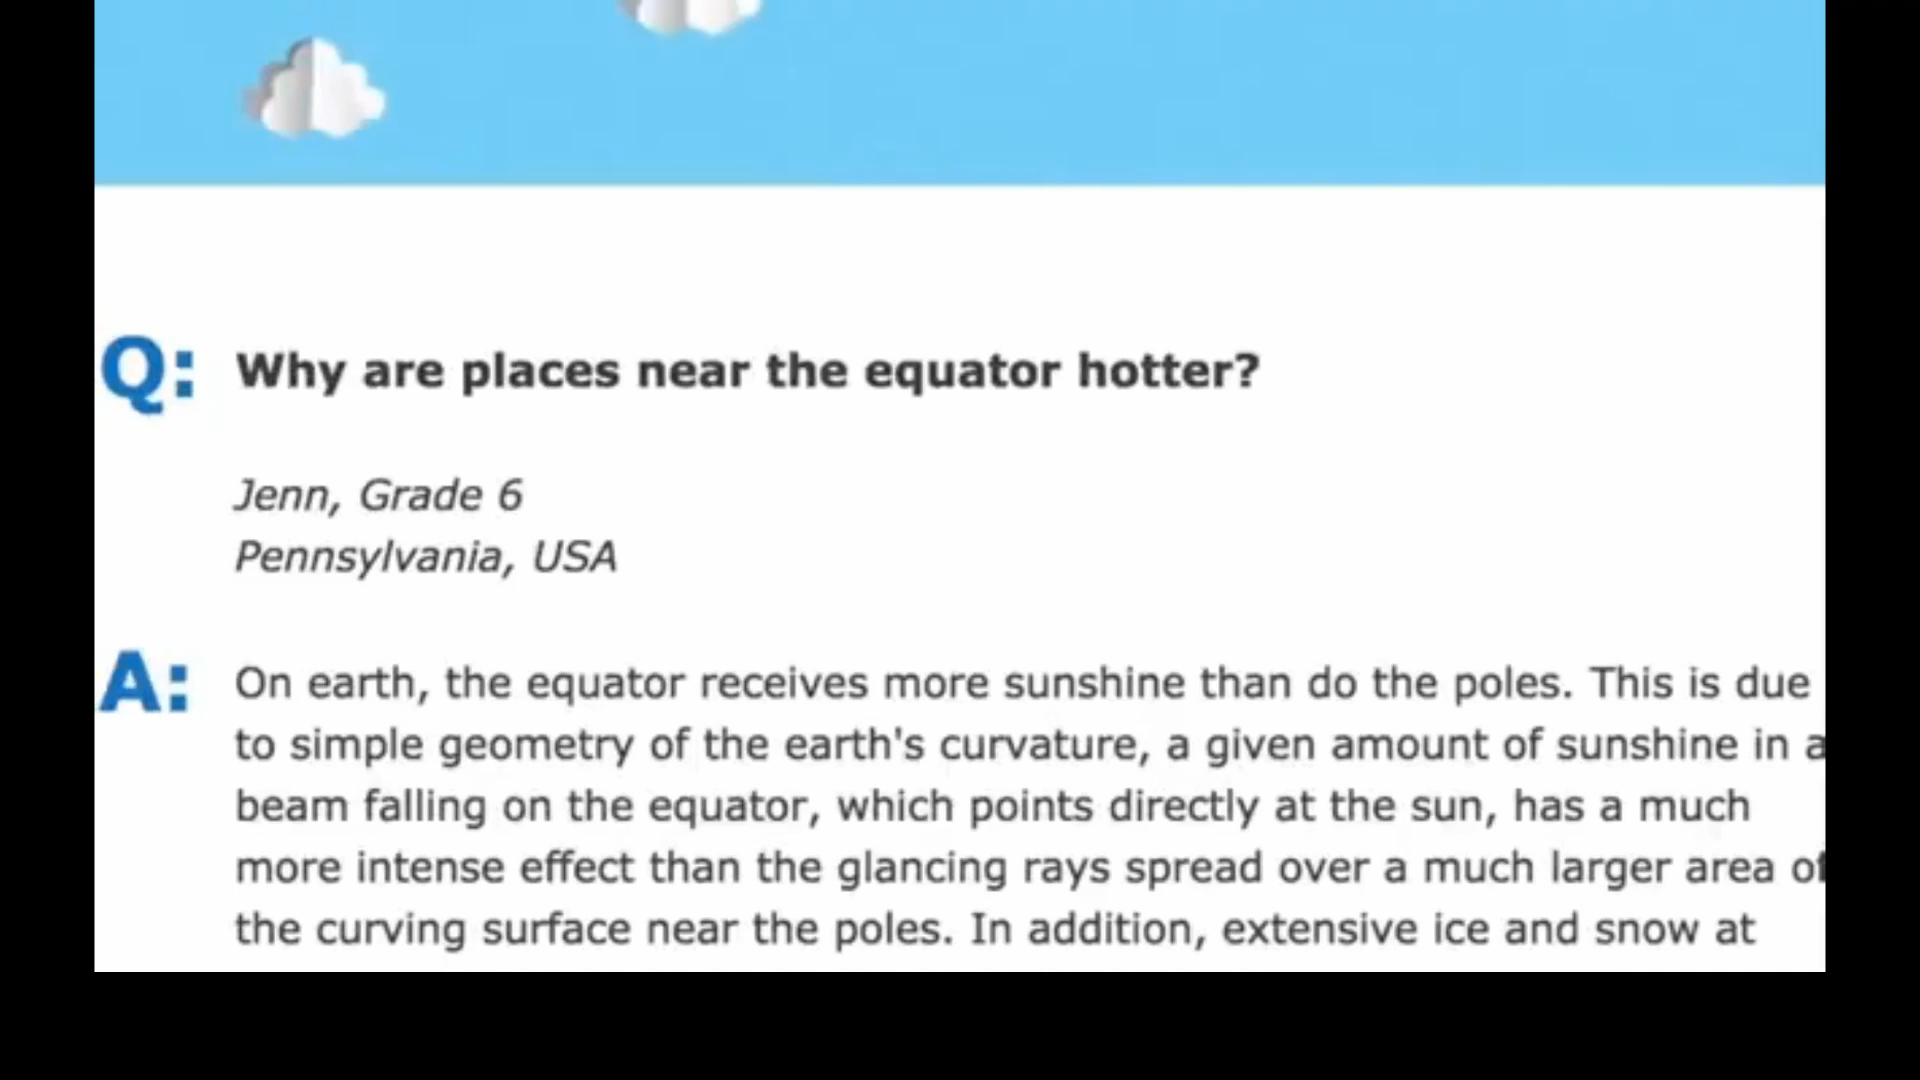 Q: Why are places near the equator hotter?
Jenn, Grade 6
Pennsylvania, USA
A: On earth, the equator receives more sunshine than do the poles. This is due
to simple geometry of the earth's curvature, a given amount of sunshine in a
beam falling on the equator, which points directly at the sun, has a much
more intense effect than the glancing rays spread over a much larger area of
the curving surface near the poles. In addition, extensive ice and snow at